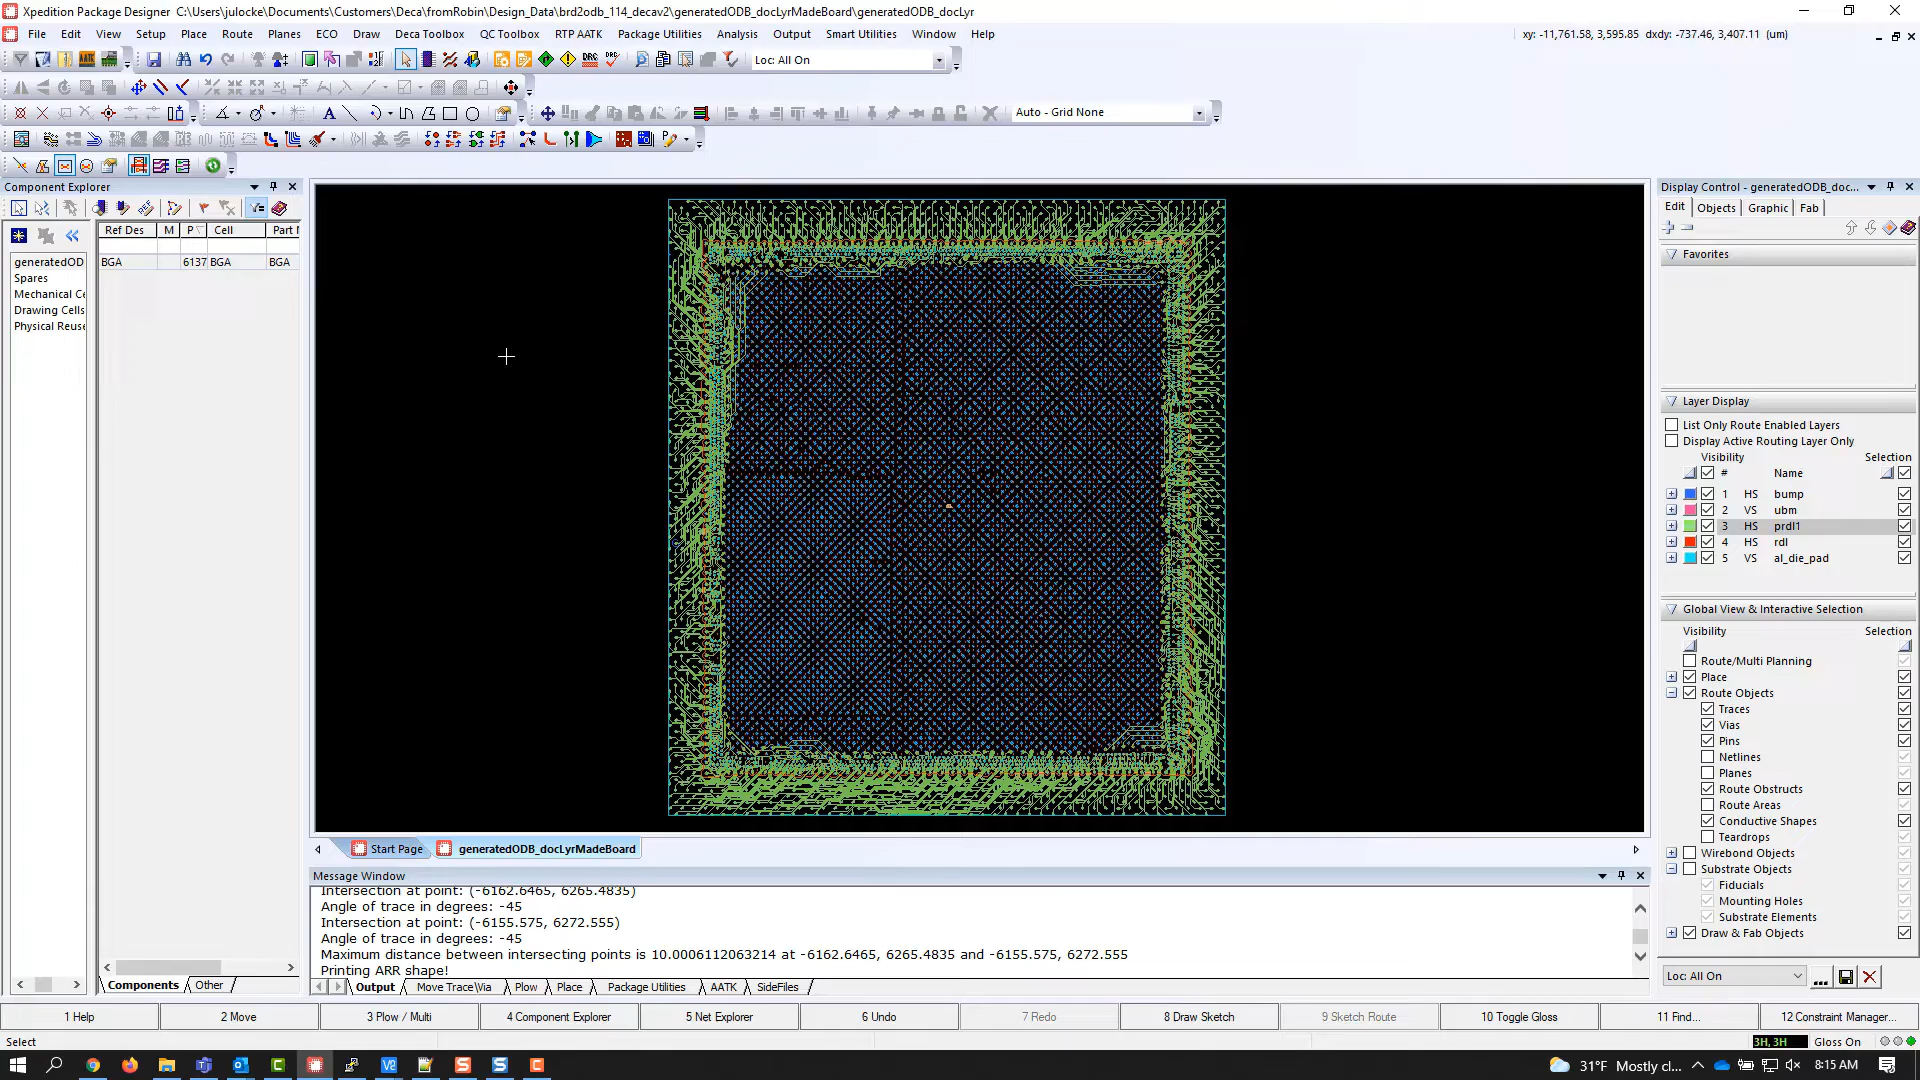 Xpedition Package Designer C:\Users\julocke\Documents\Customers\Deca\fromRobin\Design_Data\brd2odb_114_decav2\generatedODB_docLyrMadeBoard\generatedODB_docLyr
File Edit View Setup Place Route Planes ECO Draw Deca Toolbox QC Toolbox RTP AATK Package Utilities Analysis Output Smart Utilities Window Help
xy: -11,761.58, 3,595.85 dxdy: -737.46, 3,407.11 (um)
Loc: All On
Auto - Grid None
Component Explorer
Ref Des M P Cell Part N
BGA 6137 BGA BGA
generatedOD
Spares
Mechanical Ce
Drawing Cells
Physical Reuse
Components Other
Start Page generatedODB_docLyrMadeBoard
Message Window
Intersection at point: (-6162.6465, 6265.4835)
Angle of trace in degrees: -45
Intersection at point: (-6155.575, 6272.555)
Angle of trace in degrees: -45
Maximum distance between intersecting points is 10.0006112063214 at -6162.6465, 6265.4835 and -6155.575, 6272.555
Printing ARR shape!
Output Move Trace\Via Plow Place Package Utilities AATK SideFiles
Display Control - generatedODB_doc...
Edit Objects Graphic Fab
Favorites
Layer Display
List Only Route Enabled Layers
Display Active Routing Layer Only
Visibility Selection
# Name
1 HS bump
2 VS ubm
3 HS prdl1
4 HS rdl
5 VS al_die_pad
Global View & Interactive Selection
Visibility Selection
Route/Multi Planning
Place
Route Objects
Traces
Vias
Pins
Netlines
Planes
Route Obstructs
Route Areas
Conductive Shapes
Teardrops
Wirebond Objects
Substrate Objects
Fiducials
Mounting Holes
Substrate Elements
Draw & Fab Objects
Loc: All On
1 Help 2 Move 3 Plow / Multi 4 Component Explorer 5 Net Explorer 6 Undo 7 Redo 8 Draw Sketch 9 Sketch Route 10 Toggle Gloss 11 Find... 12 Constraint Manager...
Select 3H, 3H Gloss On
31°F Mostly cl... 8:15 AM